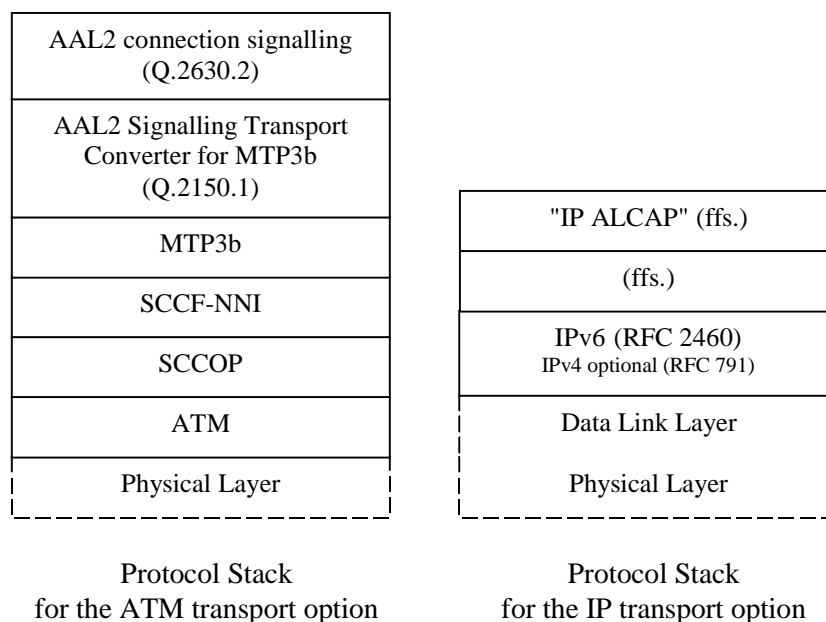 AAL2 connection signalling
(Q.2630.2)
AAL2 Signalling Transport
Converter for MTP3b
(Q.2150.1)
MTP3b
SCCF-NNI
SCCOP
ATM
Physical Layer
Protocol Stack
for the ATM transport option
"IP ALCAP" (ffs.)
(ffs.)
IPv6 (RFC 2460)
IPv4 optional (RFC 791)
Data Link Layer
Physical Layer
Protocol Stack
for the IP transport option